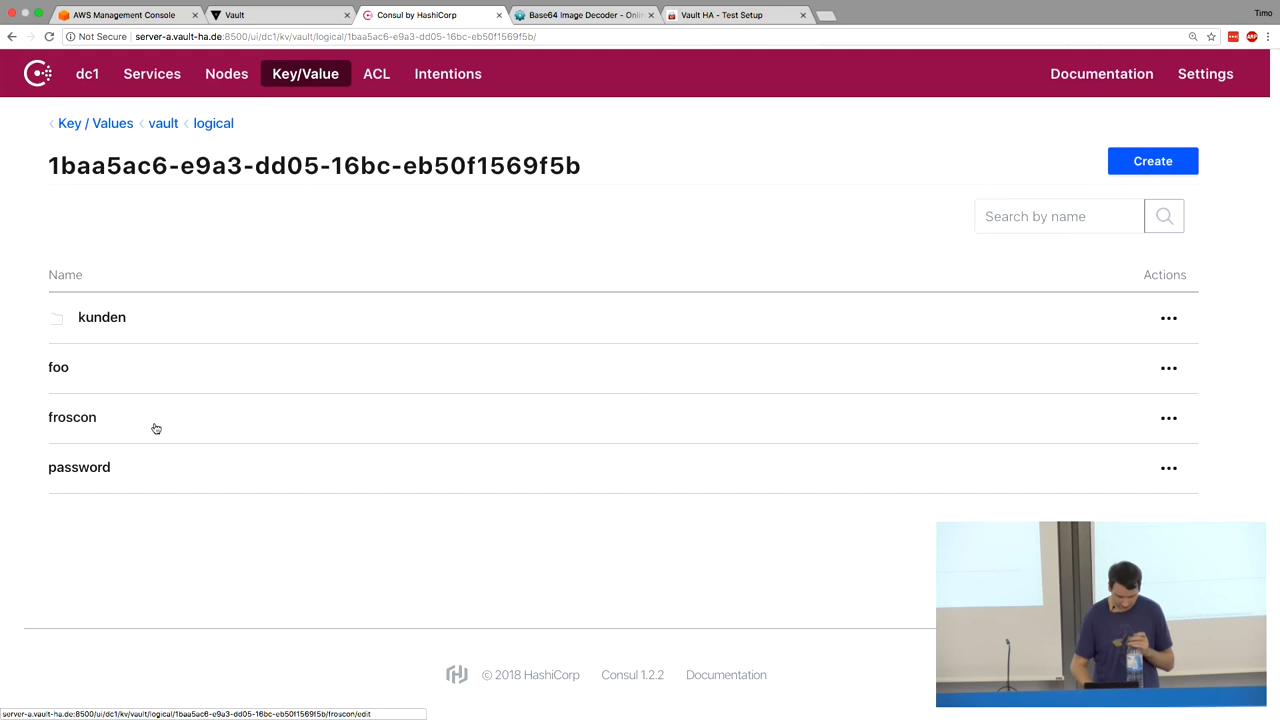 AWS Management Console
Vault
Consul by HashiCorp
Base64 Image Decoder - Onlin
Vault HA - Test Setup
Timo
Not Secure
server-a.vault-ha.de:8500/ui/dc1/kv/vault/logical/1baa5ac6-e9a3-dd05-16bc-eb50f1569f5b/
ABP
dc1
Services
Nodes
Key/Value
ACL
Intentions
Documentation
Settings
Key / Values
vault
logical
1baa5ac6-e9a3-dd05-16bc-eb50f1569f5b
Create
Search by name
Name
Actions
kunden
foo
froscon
password
© 2018 HashiCorp
Consul 1.2.2
Documentation
server-a.vault-ha.de:8500/ui/dc1/kv/vault/logical/1baa5ac6-e9a3-dd05-16bc-eb50f1569f5b/froscon/edit